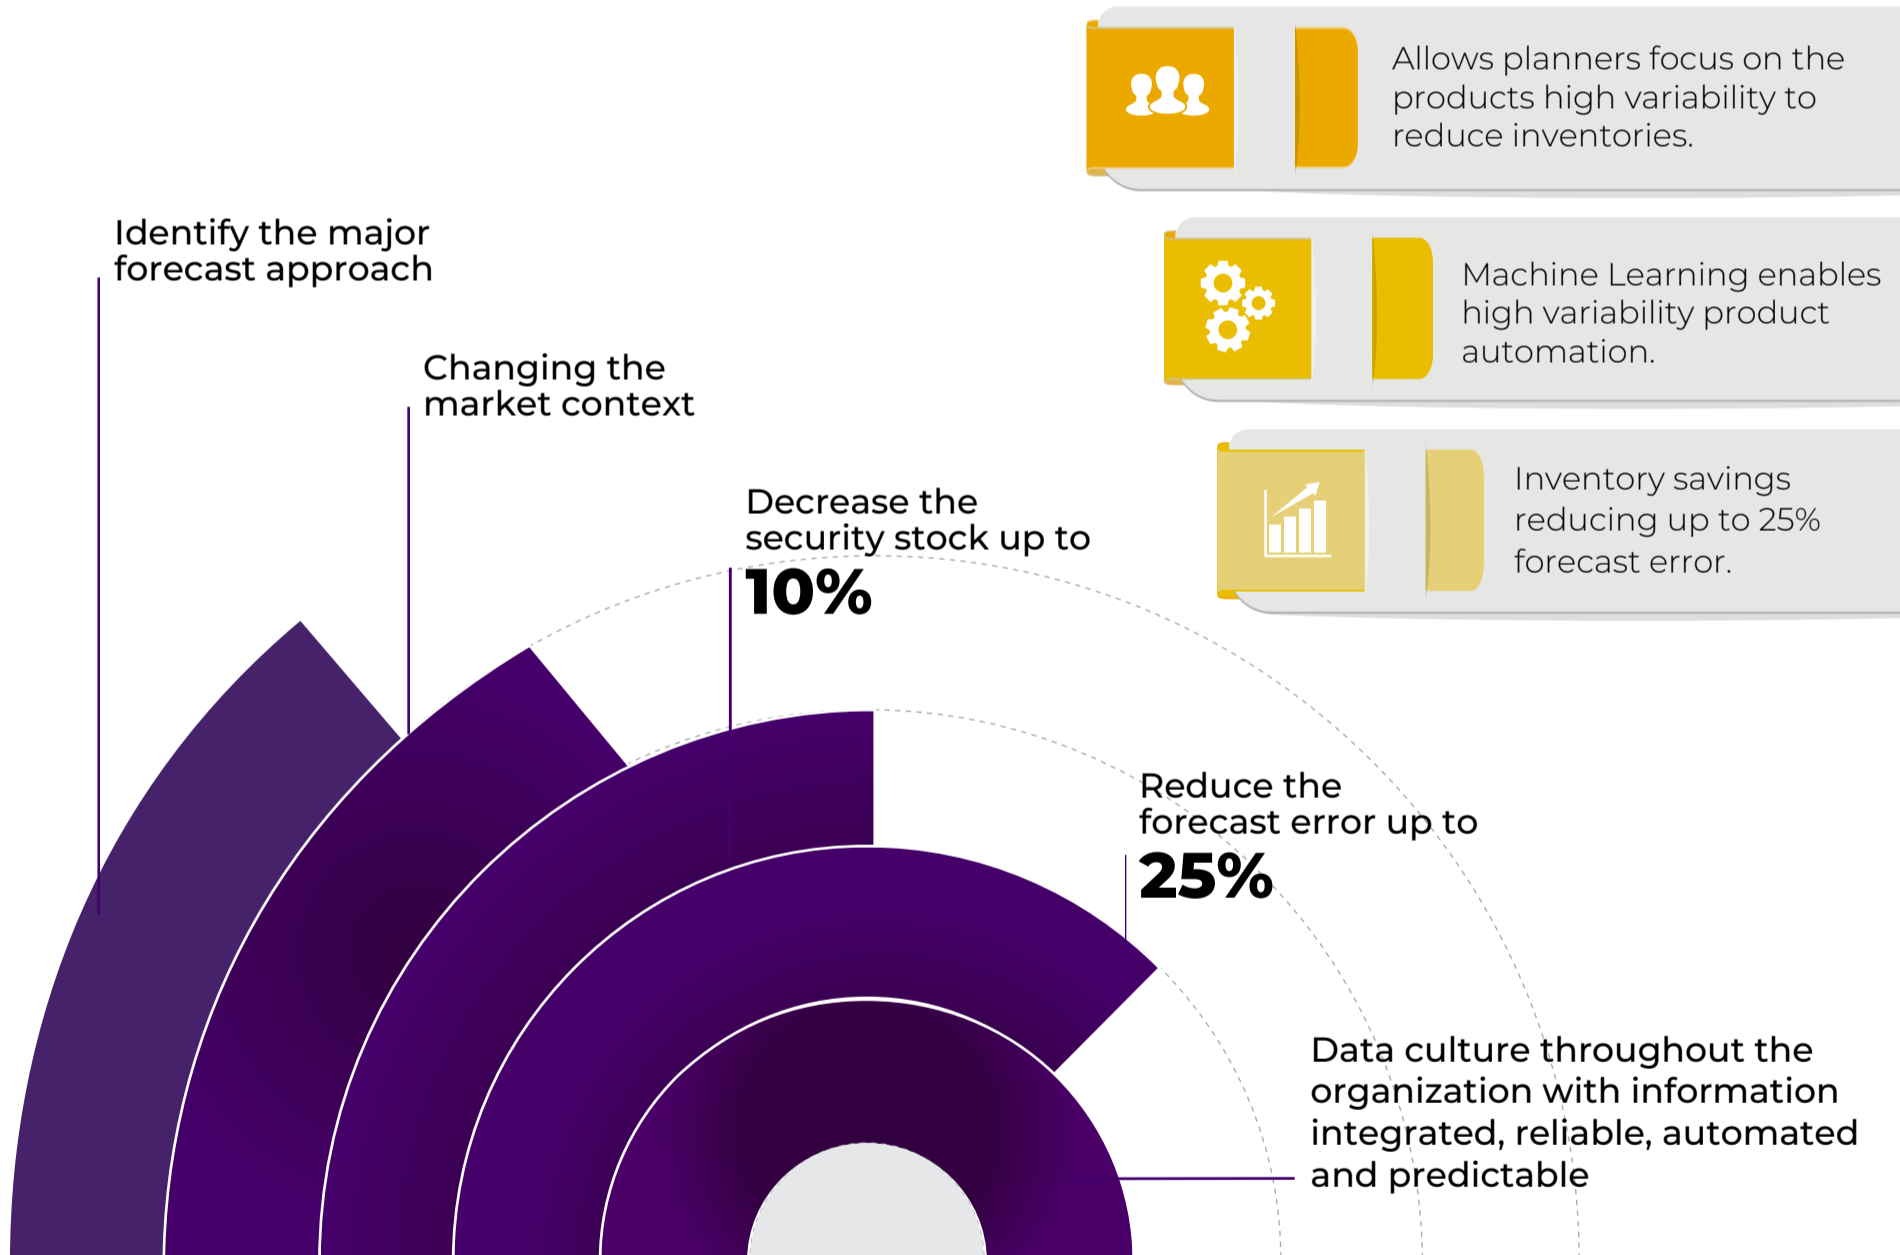 Allows planners focus on the
products high variability to
reduce inventories.
Identify the major
forecast approach
Machine Learning enables
high variability product
automation.
Changing the
market context
Inventory savings
reducing up to 25%
forecast error.
Decrease the
security stock up to
10%
Reduce the
forecast error up to
25%
Data culture throughout the
organization with information
integrated, reliable, automated
and predictable